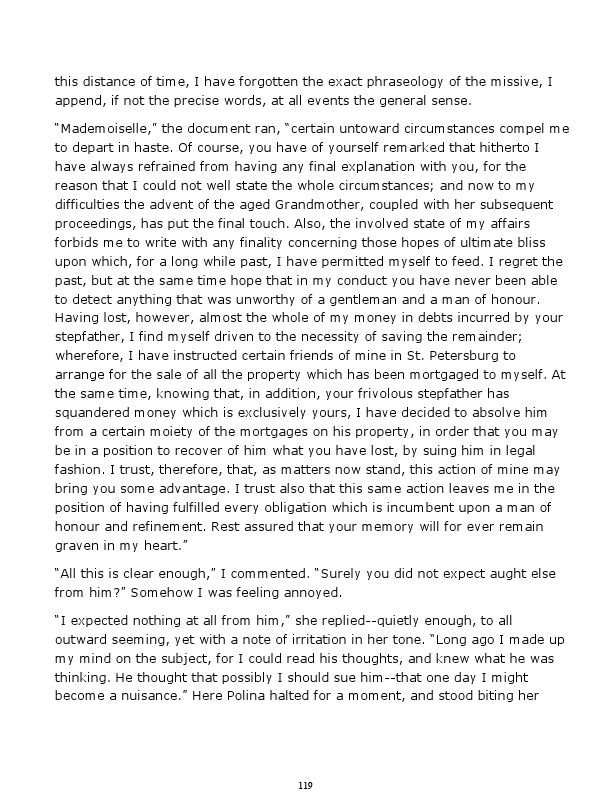 this distance of time, I have forgotten the exact phraseology of the missive, I
append, if not the precise words, at all events the general sense.
“Mademoiselle,” the document ran, “certain untoward circumstances compel me
to depart in haste. Of course, you have of yourself remarked that hitherto I
have always refrained from having any final explanation with you, for the
reason that I could not well state the whole circumstances; and now to my
difficulties the advent of the aged Grandmother, coupled with her subsequent
proceedings, has put the final touch. Also, the involved state of my affairs
forbids me to write with any finality concerning those hopes of ultimate bliss
upon which, for a long while past, I have permitted myself to feed. I regret the
past, but at the same time hope that in my conduct you have never been able
to detect anything that was unworthy of a gentleman and a man of honour.
Having lost, however, almost the whole of my money in debts incurred by your
stepfather, I find myself driven to the necessity of saving the remainder;
wherefore, I have instructed certain friends of mine in St. Petersburg to
arrange for the sale of all the property which has been mortgaged to myself. At
the same time, knowing that, in addition, your frivolous stepfather has
squandered money which is exclusively yours, I have decided to absolve him
from a certain moiety of the mortgages on his property, in order that you may
be in a position to recover of him what you have lost, by suing him in legal
fashion. I trust, therefore, that, as matters now stand, this action of mine may
bring you some advantage. I trust also that this same action leaves me in the
position of having fulfilled every obligation which is incumbent upon a man of
honour and refinement. Rest assured that your memory will for ever remain
graven in my heart.”
“All this is clear enough,” I commented. “Surely you did not expect aught else
from him?” Somehow I was feeling annoyed.
“I expected nothing at all from him,” she replied--quietly enough, to all
outward seeming, yet with a note of irritation in her tone. “Long ago I made up
my mind on the subject, for I could read his thoughts, and knew what he was
thinking. He thought that possibly I should sue him--that one day I might
become a nuisance.” Here Polina halted for a moment, and stood biting her
119